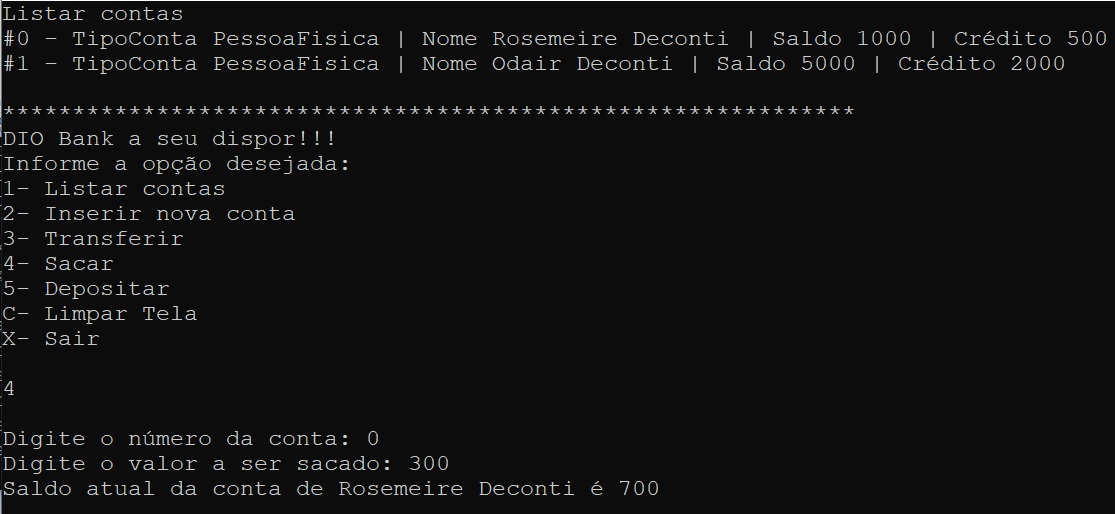 Listar contas
#0 - TipoConta PessoaFisica | Nome Rosemeire Deconti | Saldo 1000 | Crédito 500
#1 - TipoConta PessoaFisica | Nome Odair Deconti | Saldo 5000 | Crédito 2000
*************************************************************
DIO Bank a seu dispor!!!
Informe a opção desejada:
1- Listar contas
2- Inserir nova conta
3- Transferir
4- Sacar
5- Depositar
C- Limpar Tela
X- Sair
4
Digite o número da conta: 0
Digite o valor a ser sacado: 300
Saldo atual da conta de Rosemeire Deconti é 700